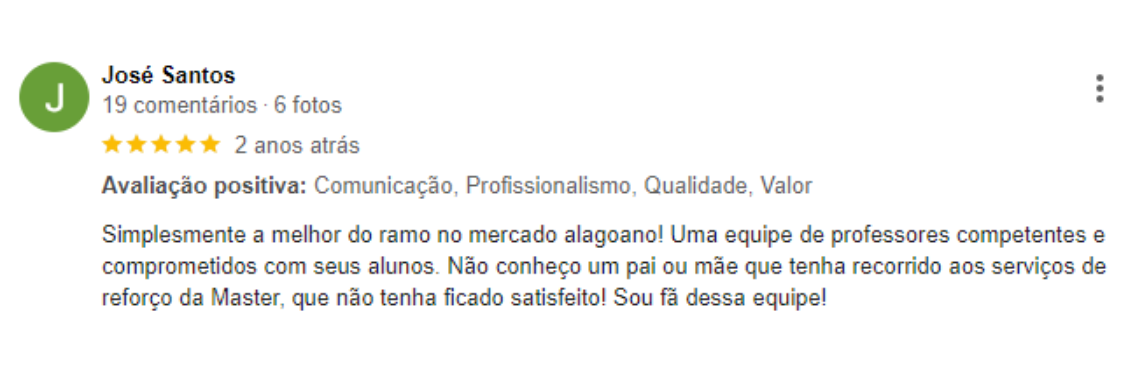 J
José Santos
19 comentários · 6 fotos
2 anos atrás
Avaliação positiva: Comunicação, Profissionalismo, Qualidade, Valor
Simplesmente a melhor do ramo no mercado alagoano! Uma equipe de professores competentes e
comprometidos com seus alunos. Não conheço um pai ou mãe que tenha recorrido aos serviços de
reforço da Master, que não tenha ficado satisfeito! Sou fã dessa equipe!